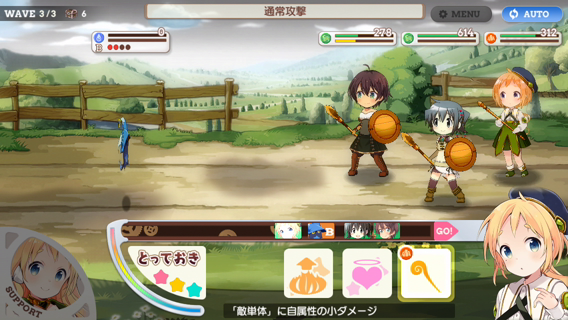 WAVE 3/3
6
通常攻撃
MENU
AUTO
0
B
278
614
312
B
GO!
とっておき
SUPPORT
「敵単体」に自属性の小ダメージ